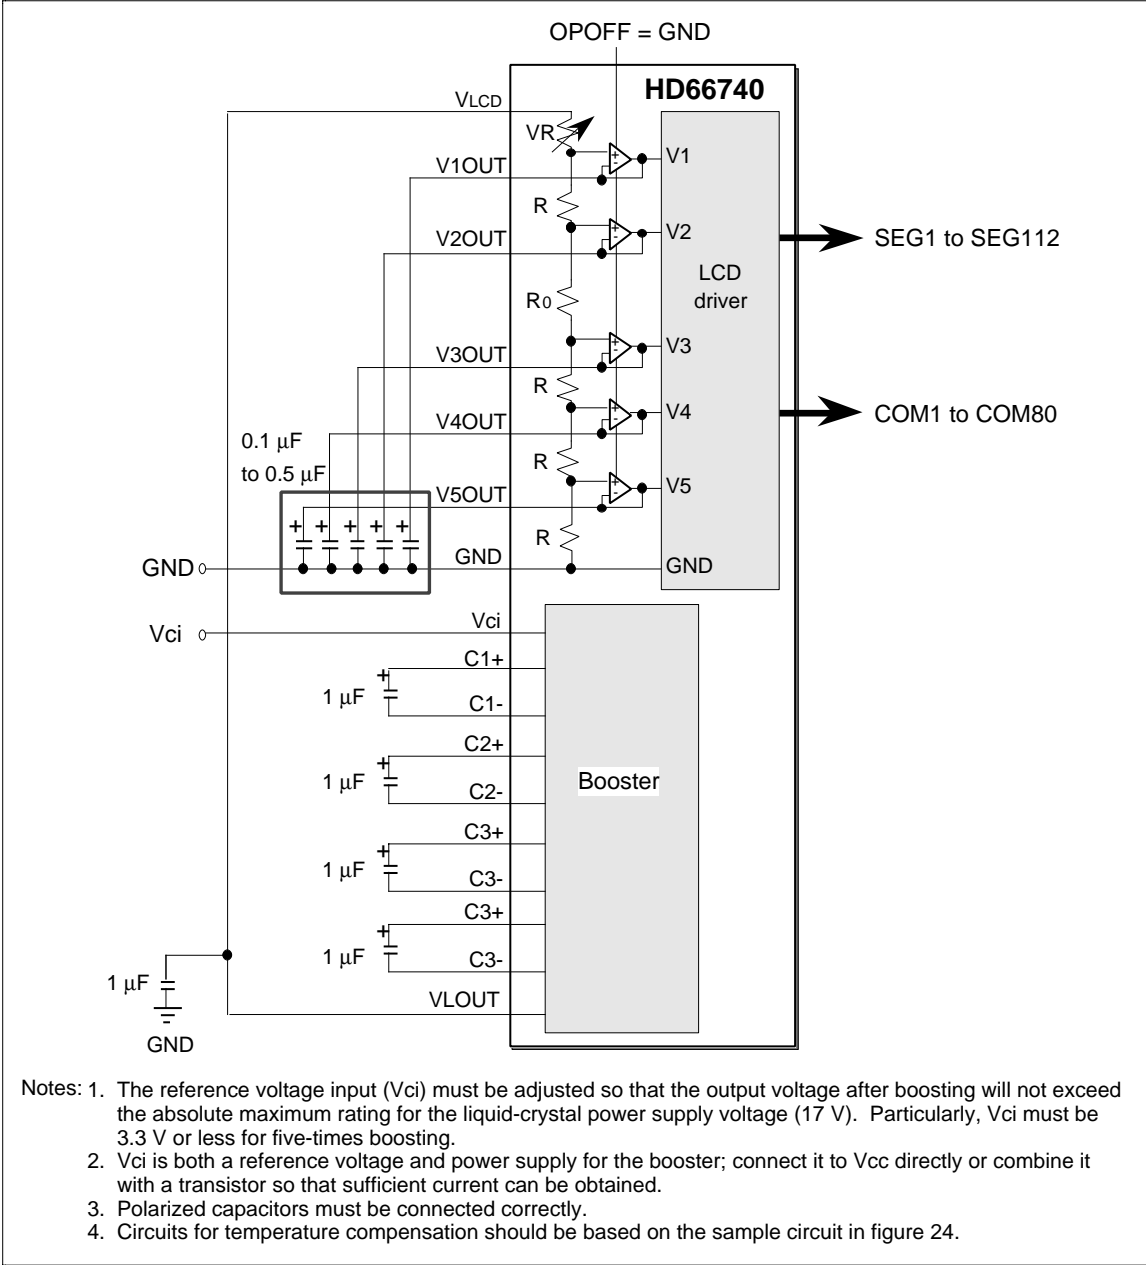 OPOFF = GND
HD66740
VLCD
VR
V1OUT
V1
R
V2OUT
V2
SEG1 to SEG112
LCD
driver
R0
V3OUT
V3
R
V4OUT
V4
COM1 to COM80
0.1 μF
to 0.5 μF
R
V5OUT
V5
+ + + + +
R
GND
GND
GND
Vci
Vci
C1+
+
1 μF
C1-
C2+
+
1 μF
C2-
Booster
C3+
+
1 μF
C3-
C3+
+
1 μF
C3-
1 μF
VLOUT
GND
Notes: 1. The reference voltage input (Vci) must be adjusted so that the output voltage after boosting will not exceed
the absolute maximum rating for the liquid-crystal power supply voltage (17 V). Particularly, Vci must be
3.3 V or less for five-times boosting.
2. Vci is both a reference voltage and power supply for the booster; connect it to Vcc directly or combine it
with a transistor so that sufficient current can be obtained.
3. Polarized capacitors must be connected correctly.
4. Circuits for temperature compensation should be based on the sample circuit in figure 24.